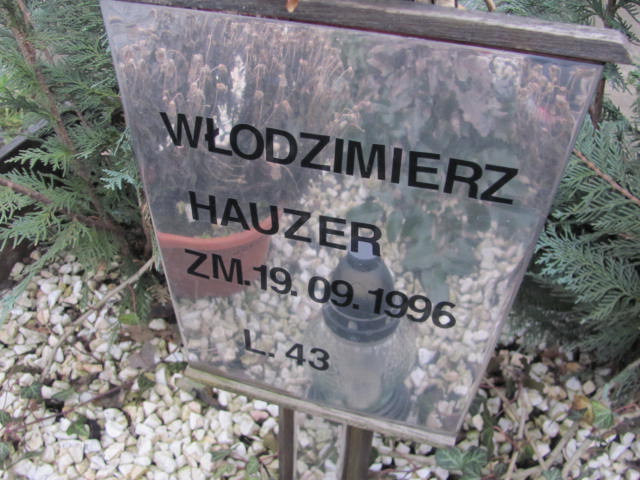 WŁODZIMIERZ
HAUZER
ZM.19.09.1996
L. 43